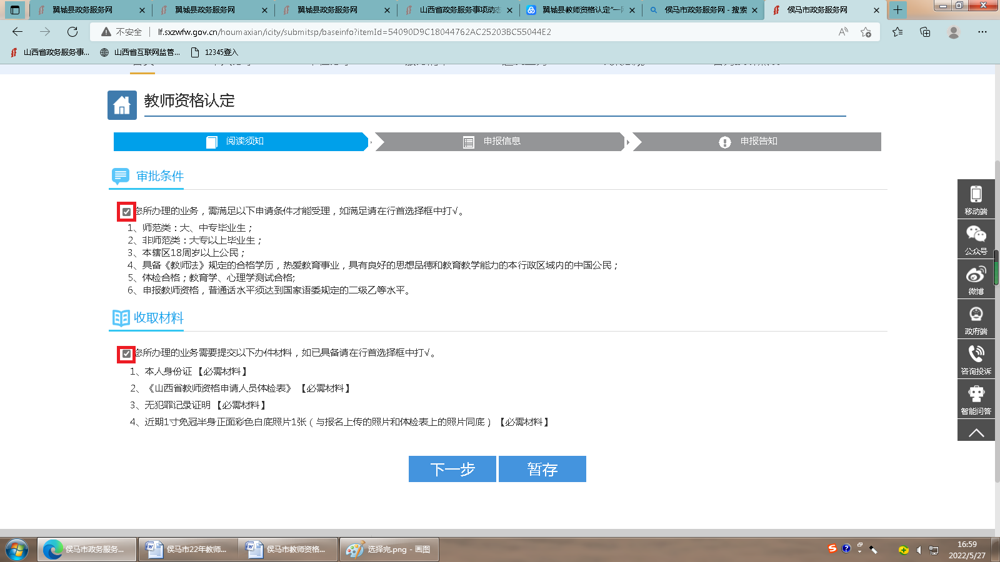 翼城县政务服务网
翼城县政务服务网
翼城县政务服务网
山西省政务服务事项动态
翼城县教师资格认定"一
侯马市政务服务网 - 搜索
侯马市政务服务网
不安全
lf.sxzwfw.gov.cn/houmaxian/icity/submitsp/baseinfo?itemId=54090D9C18044762AC25203BC55044E2
山西省政务服务事...
山西省互联网监管...
12345登入
教师资格认定
阅读须知
申报信息
申报告知
审批条件
您所办理的业务，需满足以下申请条件才能受理，如满足请在行首选择框中打√。
1、师范类：大、中专毕业生；
2、非师范类：大专以上毕业生；
3、本辖区18周岁以上公民；
4、具备《教师法》规定的合格学历，热爱教育事业，具有良好的思想品德和教育教学能力的本行政区域内的中国公民；
5、体检合格；教育学、心理学测试合格;
6、申报教师资格，普通话水平须达到国家语委规定的二级乙等水平。
收取材料
您所办理的业务需要提交以下办件材料，如已具备请在行首选择框中打√。
1、本人身份证 【必需材料】
2、《山西省教师资格申请人员体检表》 【必需材料】
3、无犯罪记录证明 【必需材料】
4、近期1寸免冠半身正面彩色白底照片1张（与报名上传的照片和体检表上的照片同底） 【必需材料】
下一步
暂存
移动端
公众号
微博
政府端
咨询投诉
智能问答
侯马市政务服务...
侯马市22年教师...
侯马市教师资格...
选择完.png - 画图
16:59
2022/5/27